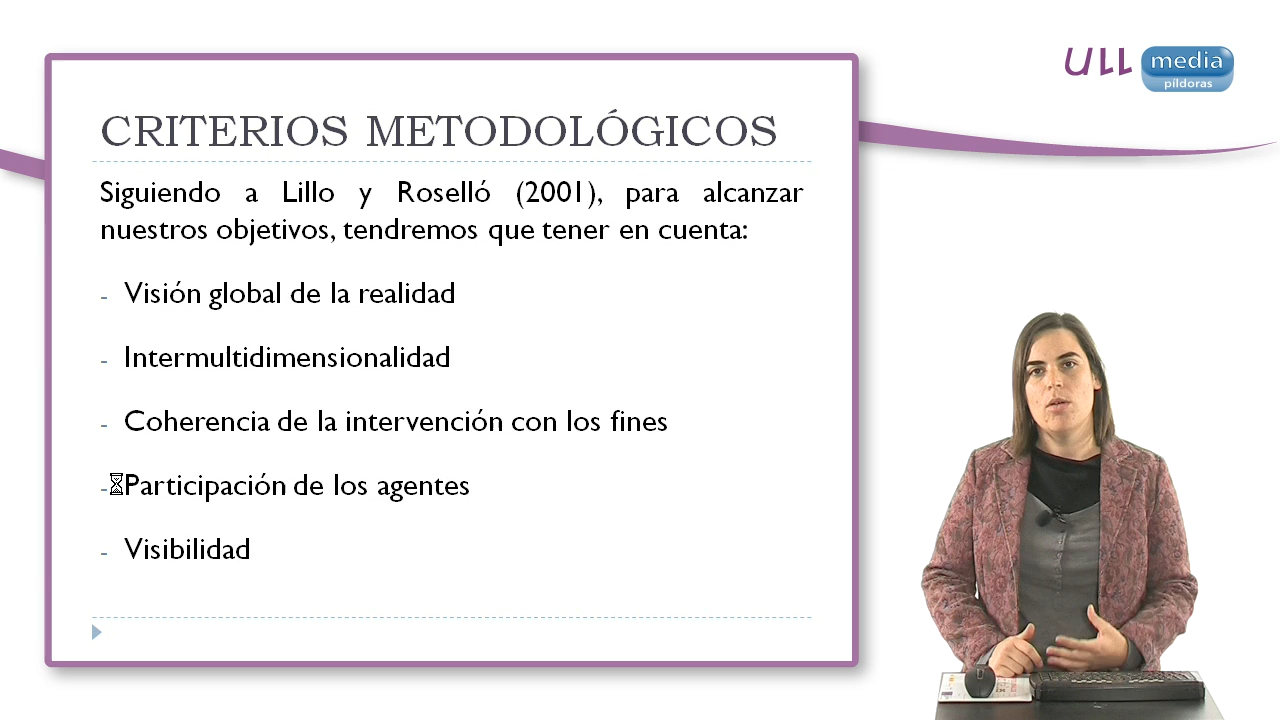 ULL media
píldoras
CRITERIOS METODOLÓGICOS
Siguiendo a Lillo y Roselló (2001), para alcanzar
nuestros objetivos, tendremos que tener en cuenta:
- Visión global de la realidad
- Intermultidimensionalidad
- Coherencia de la intervención con los fines
- Participación de los agentes
- Visibilidad